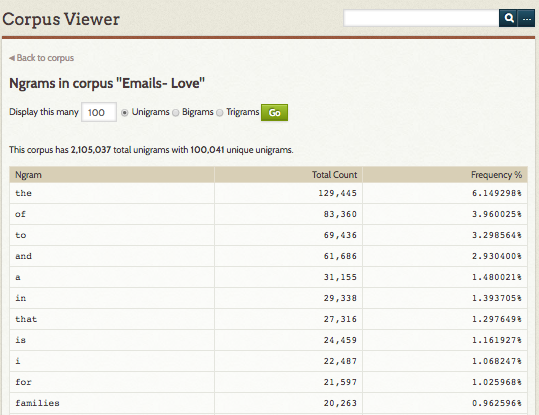 Corpus Viewer
...
◄ Back to corpus
Ngrams in corpus "Emails- Love"
Display this many 100 Unigrams Bigrams Trigrams Go
This corpus has 2,105,037 total unigrams with 100,041 unique unigrams.
Ngram Total Count Frequency %
the 129,445 6.149298%
of 83,360 3.960025%
to 69,436 3.298564%
and 61,686 2.930400%
a 31,155 1.480021%
in 29,338 1.393705%
that 27,316 1.297649%
is 24,459 1.161927%
i 22,487 1.068247%
for 21,597 1.025968%
families 20,263 0.962596%